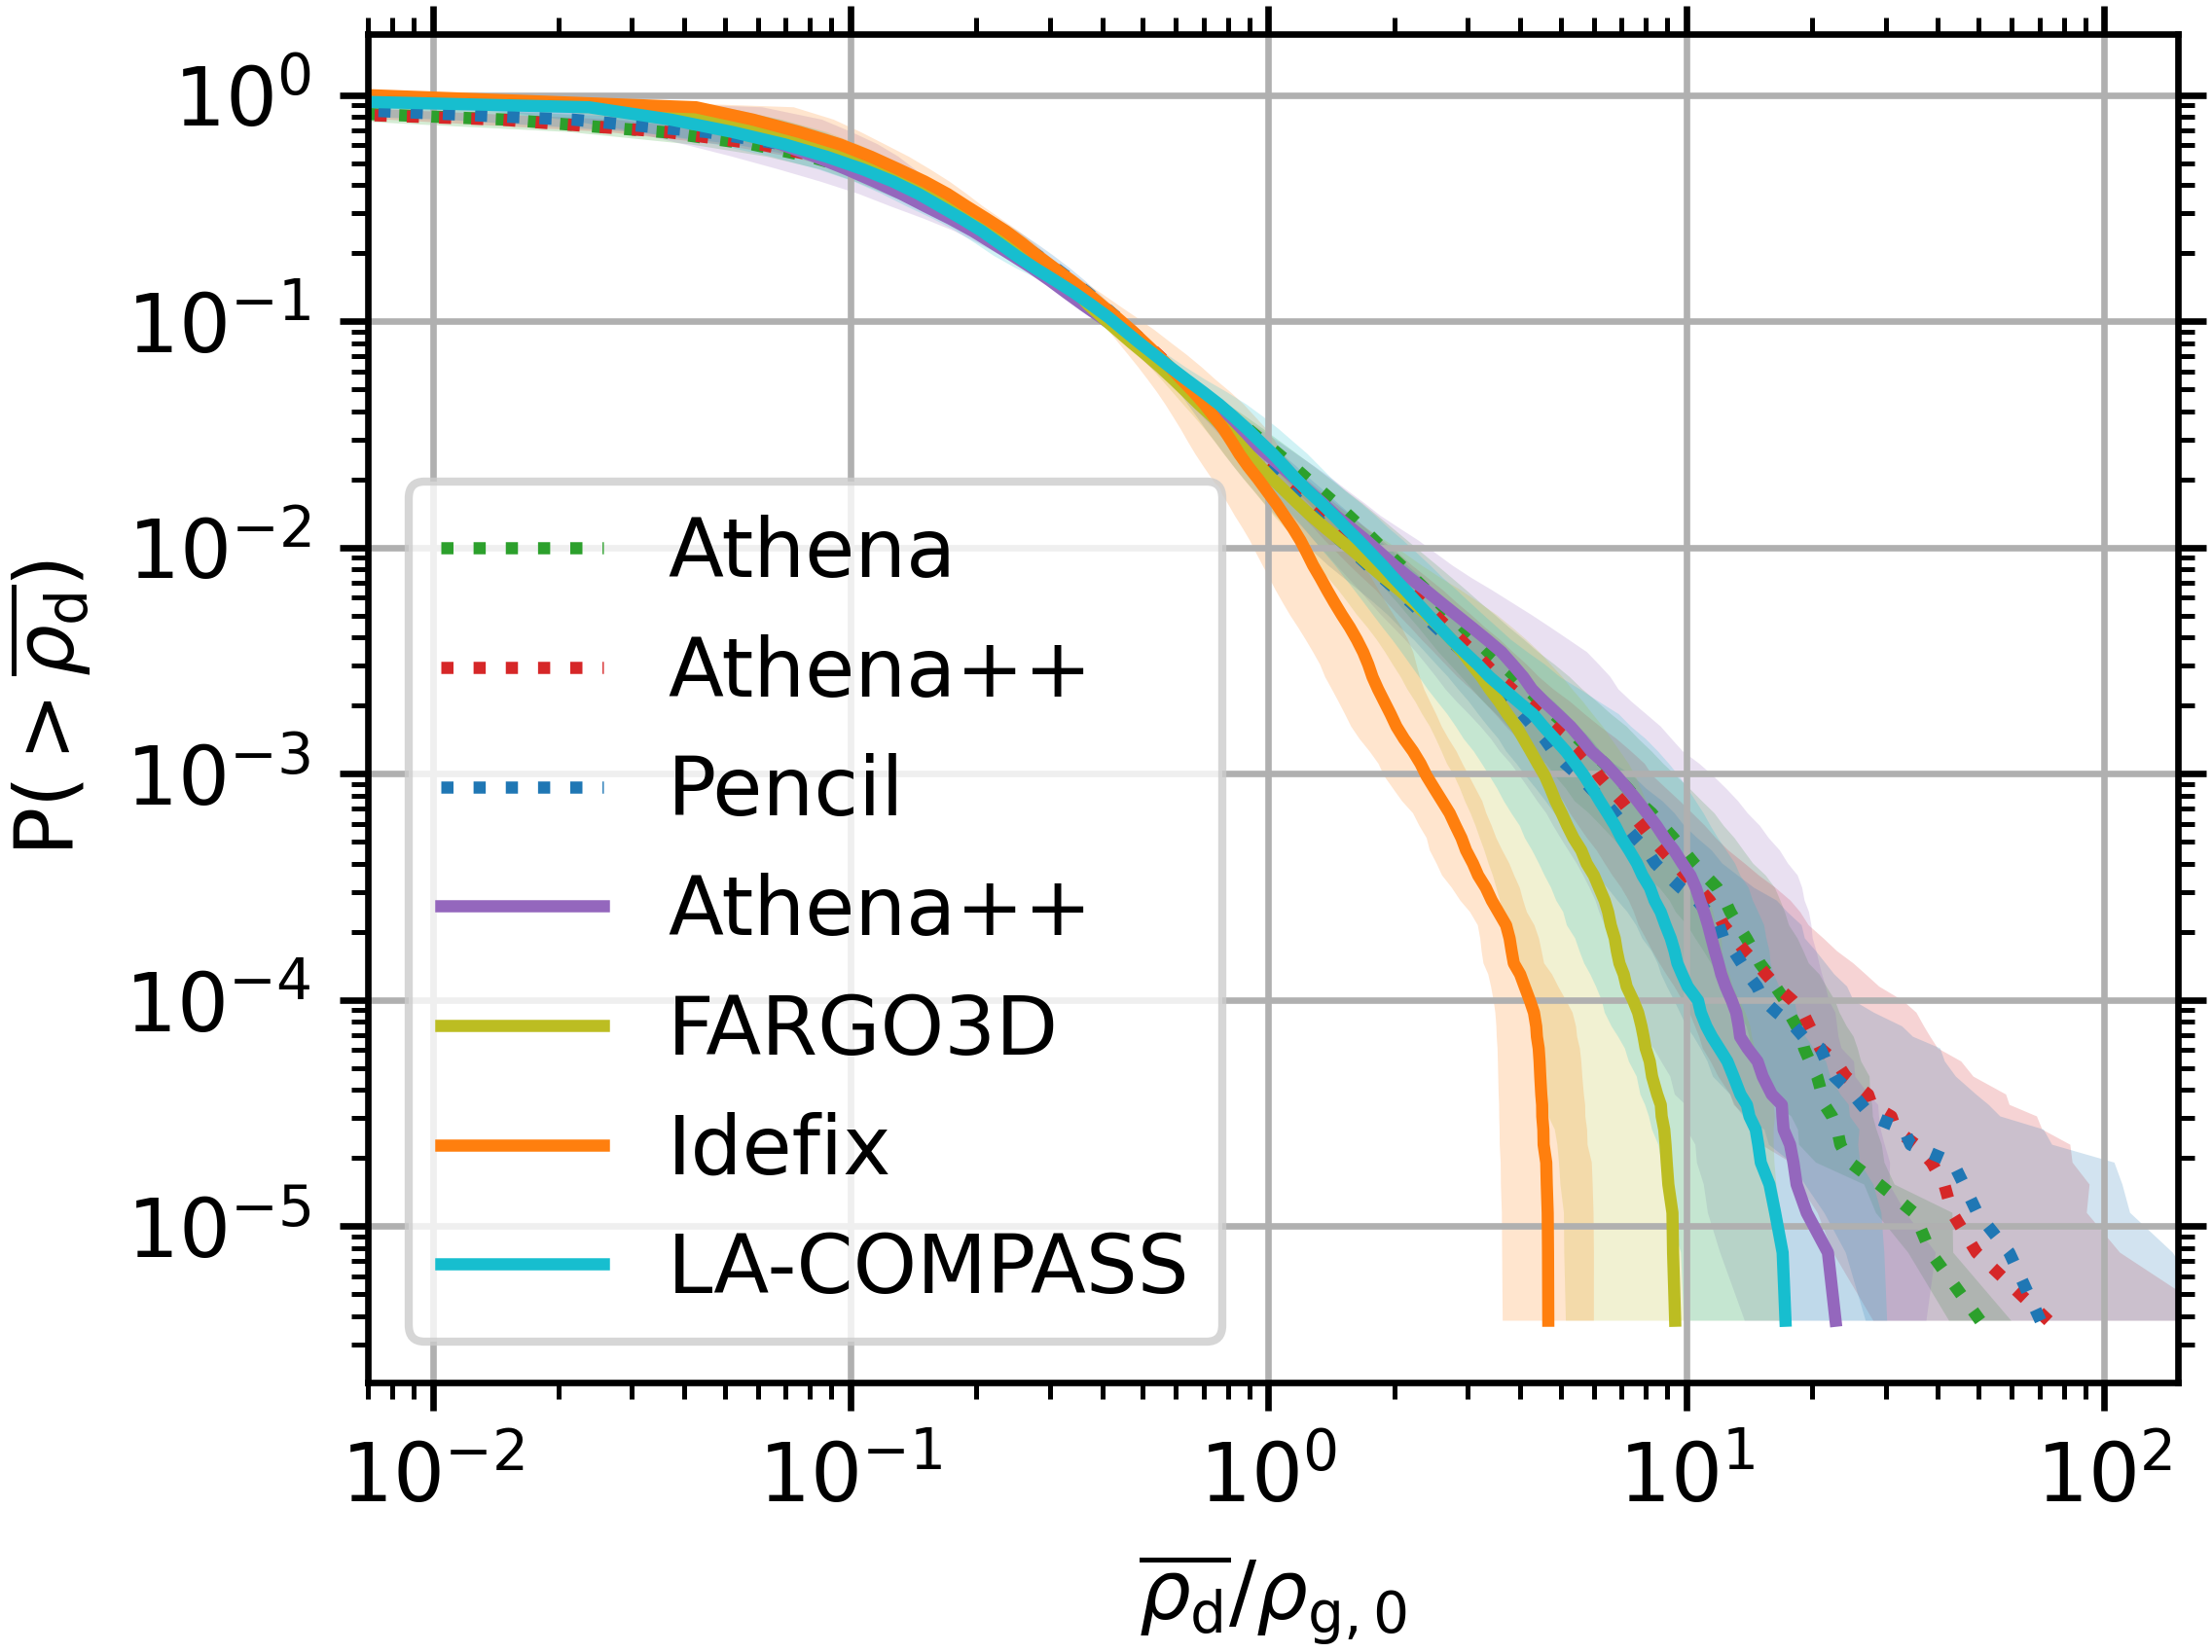 P(> ρ̅_d)
10^0
10^−1
10^−2
10^−3
10^−4
10^−5
Athena
Athena++
Pencil
Athena++
FARGO3D
Idefix
LA-COMPASS
10^−2 10^−1 10^0 10^1 10^2
ρ̅_d/ρ_g, 0